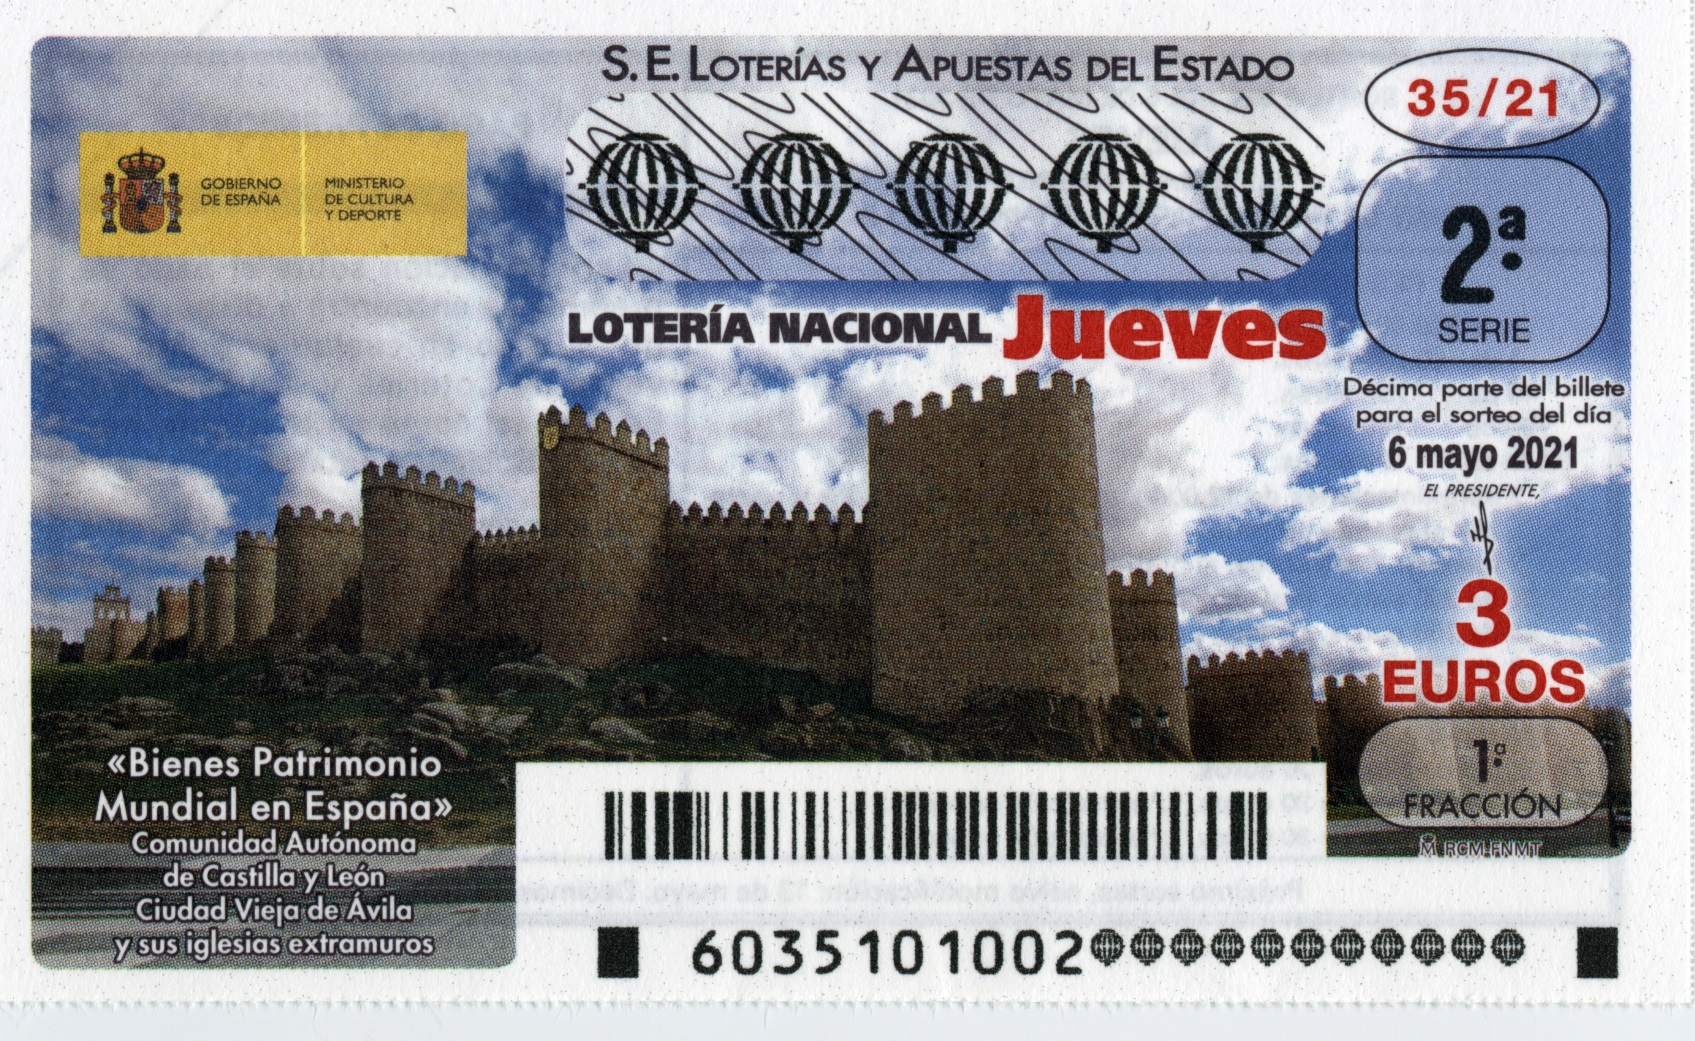 S. E. LOTERÍAS Y APUESTAS DEL ESTADO
35/21
GOBIERNO
DE ESPAÑA
MINISTERIO
DE CULTURA
Y DEPORTE
2ª
SERIE
LOTERÍA NACIONAL Jueves
Décima parte del billete
para el sorteo del día
6 mayo 2021
EL PRESIDENTE,
3
EUROS
1ª
FRACCIÓN
RCM-FNMT
«Bienes Patrimonio
Mundial en España»
Comunidad Autónoma
de Castilla y León
Ciudad Vieja de Ávila
y sus iglesias extramuros
6035101002